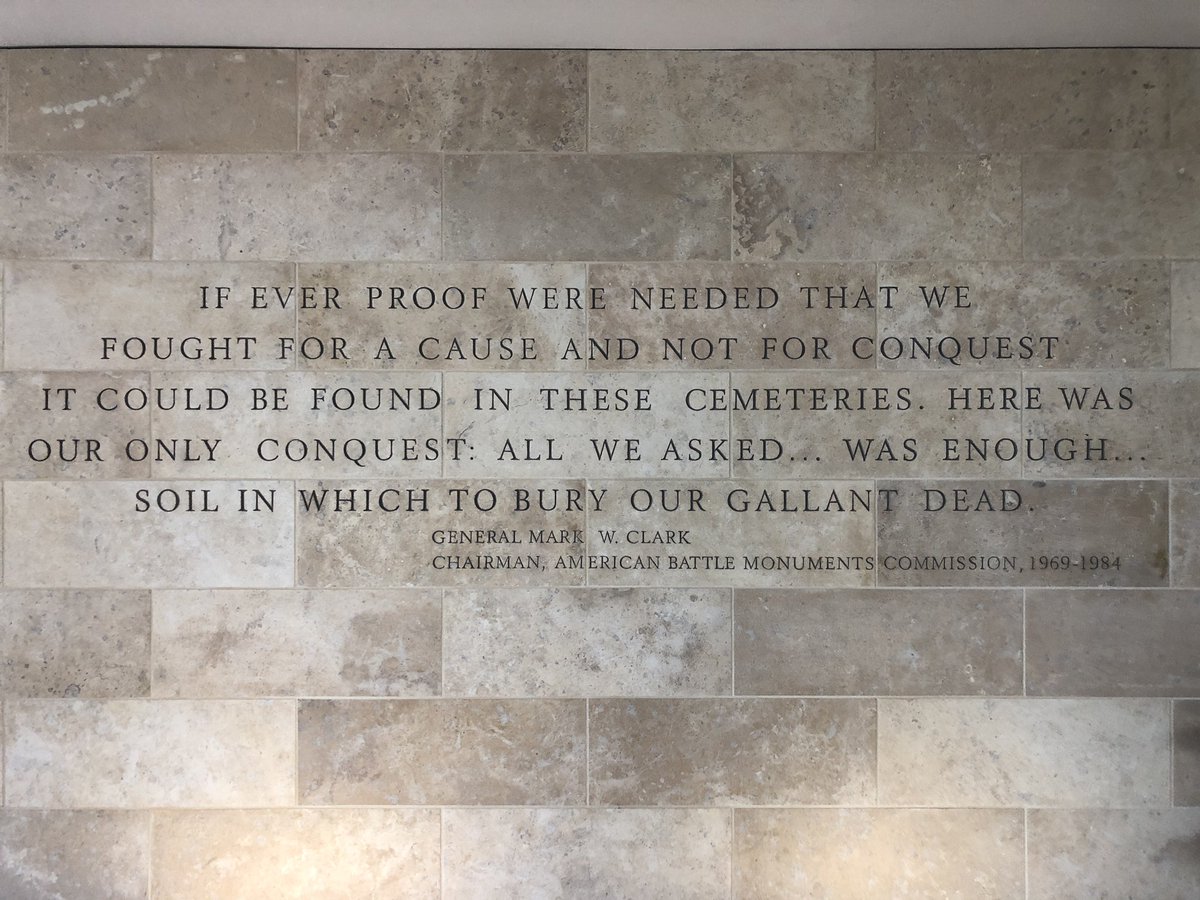 IF EVER PROOF WERE NEEDED THAT WE
FOUGHT FOR A CAUSE AND NOT FOR CONQUEST
IT COULD BE FOUND IN THESE CEMETERIES. HERE WAS
OUR ONLY CONQUEST: ALL WE ASKED... WAS ENOUGH...
SOIL IN WHICH TO BURY OUR GALLANT DEAD.
GENERAL MARK W. CLARK
CHAIRMAN, AMERICAN BATTLE MONUMENTS COMMISSION, 1969-1984